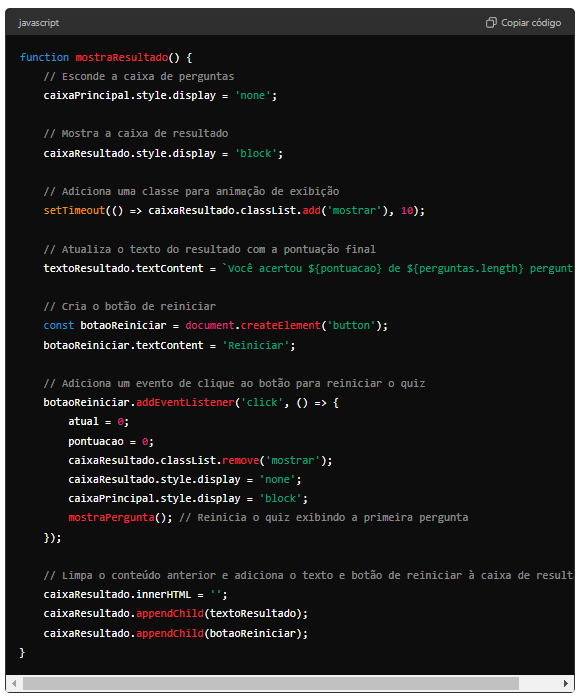 javascript
Copiar código
function mostraResultado() {
    // Esconde a caixa de perguntas
    caixaPrincipal.style.display = 'none';
    // Mostra a caixa de resultado
    caixaResultado.style.display = 'block';
    // Adiciona uma classe para animação de exibição
    setTimeout(() => caixaResultado.classList.add('mostrar'), 10);
    // Atualiza o texto do resultado com a pontuação final
    textoResultado.textContent = `Você acertou ${pontuacao} de ${perguntas.length} pergunt
    // Cria o botão de reiniciar
    const botaoReiniciar = document.createElement('button');
    botaoReiniciar.textContent = 'Reiniciar';
    // Adiciona um evento de clique ao botão para reiniciar o quiz
    botaoReiniciar.addEventListener('click', () => {
        atual = 0;
        pontuacao = 0;
        caixaResultado.classList.remove('mostrar');
        caixaResultado.style.display = 'none';
        caixaPrincipal.style.display = 'block';
        mostraPergunta(); // Reinicia o quiz exibindo a primeira pergunta
    });
    // Limpa o conteúdo anterior e adiciona o texto e botão de reiniciar à caixa de result
    caixaResultado.innerHTML = '';
    caixaResultado.appendChild(textoResultado);
    caixaResultado.appendChild(botaoReiniciar);
}